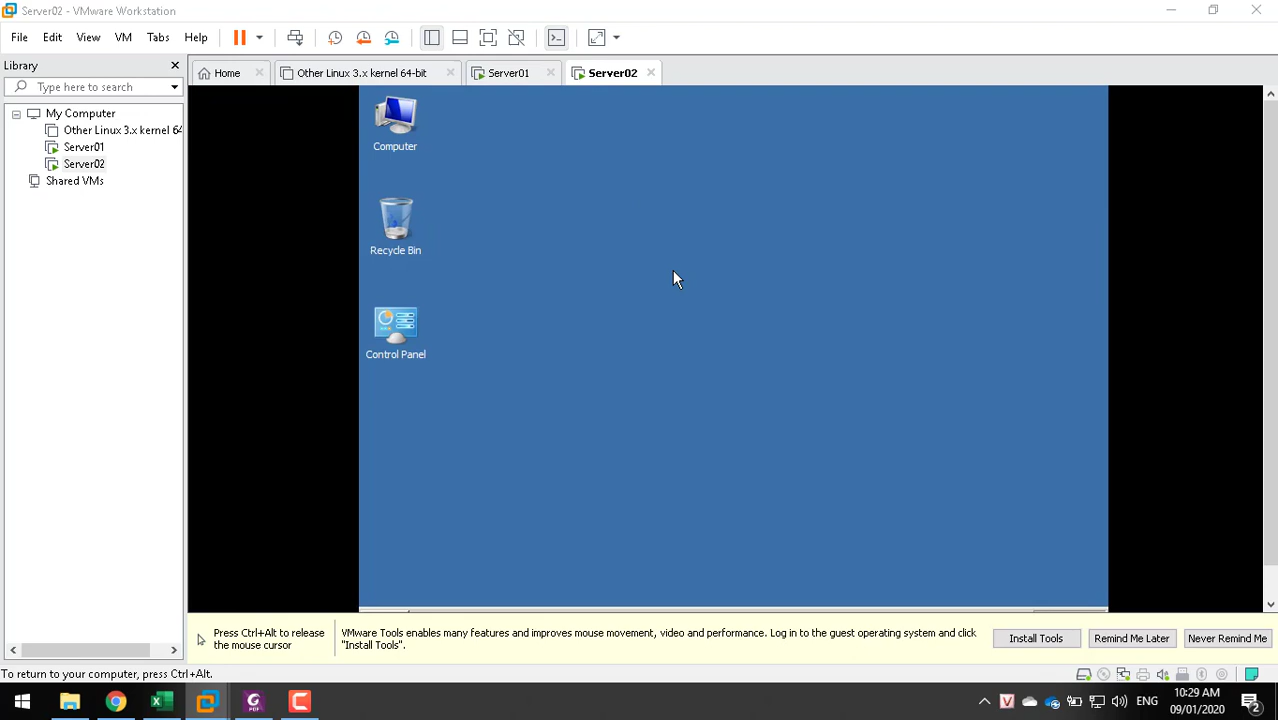 Server02 - VMware Workstation
File Edit View VM Tabs Help
Library
Type here to search
My Computer
Other Linux 3.x kernel 64
Server01
Server02
Shared VMs
Home
Other Linux 3.x kernel 64-bit
Server01
Server02
Computer
Recycle Bin
Control Panel
Press Ctrl+Alt to release
the mouse cursor
VMware Tools enables many features and improves mouse movement, video and performance. Log in to the guest operating system and click
"Install Tools".
Install Tools
Remind Me Later
Never Remind Me
To return to your computer, press Ctrl+Alt.
V
PDF
ENG
10:29 AM
09/01/2020
2